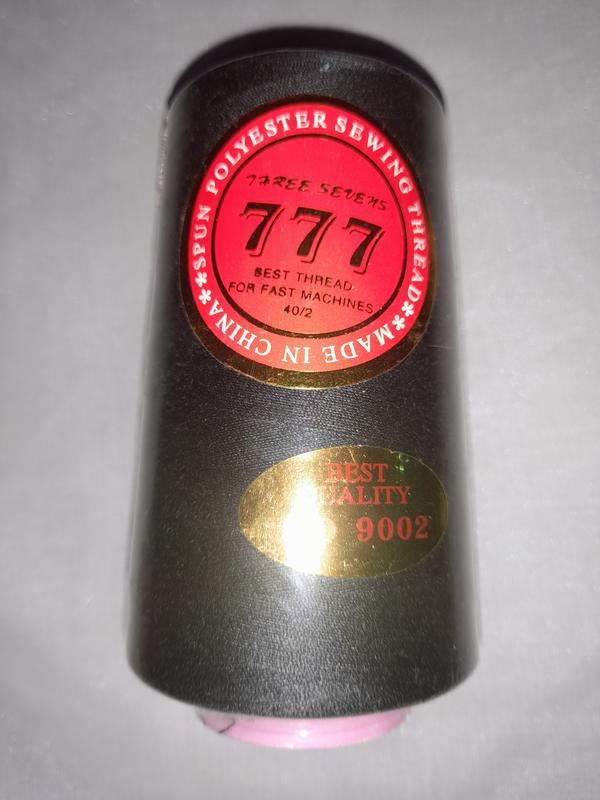 **SPUN POLYESTER SEWING THREAD**
MADE IN CHINA
THREE SEVENS
777
BEST THREAD
FOR FAST MACHINES
40/2
BEST
QUALITY
9002